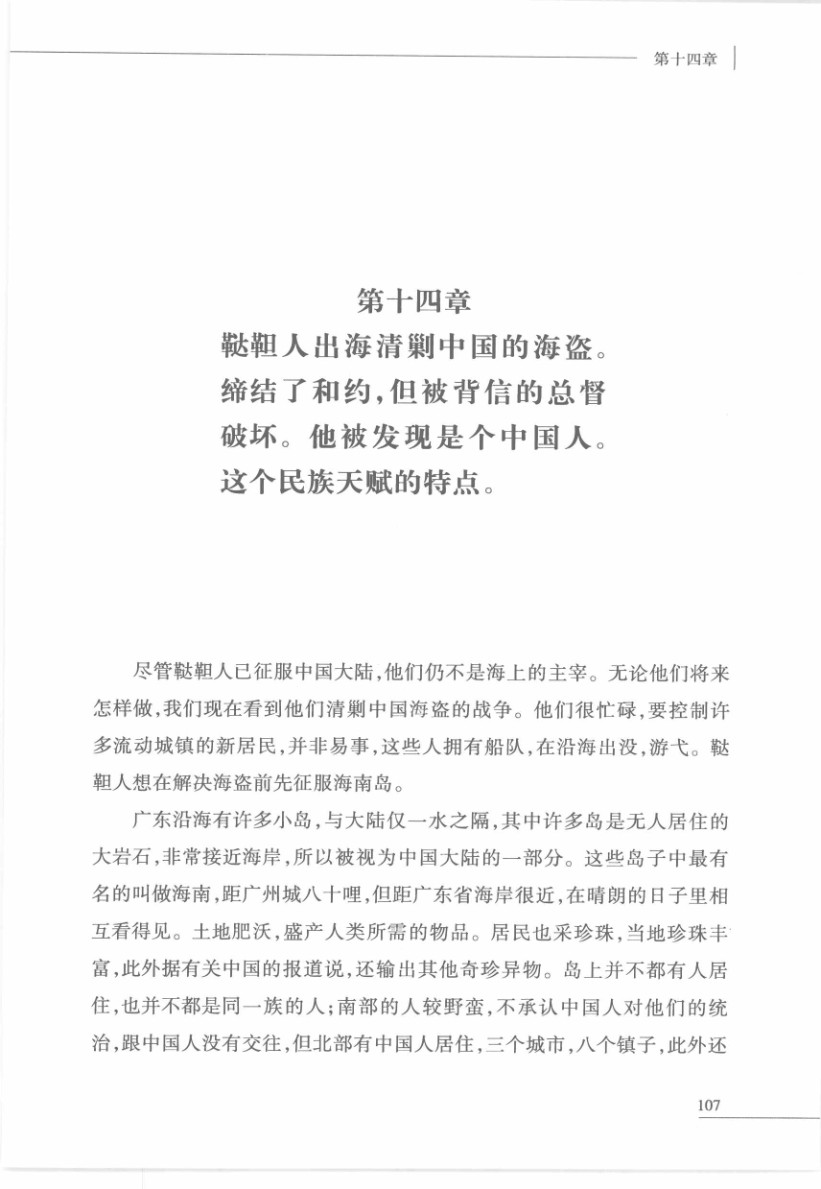 第十四章
第十四章
鞑靼人出海清剿中国的海盗。
缔结了和约,但被背信的总督
破坏。他被发现是个中国人。
这个民族天赋的特点。
尽管鞑靼人已征服中国大陆,他们仍不是海上的主宰。无论他们将来
怎样做,我们现在看到他们清剿中国海盗的战争。他们很忙碌,要控制许
多流动城镇的新居民,并非易事,这些人拥有船队,在沿海出没,游弋。鞑
靼人想在解决海盗前先征服海南岛。
广东沿海有许多小岛,与大陆仅一水之隔,其中许多岛是无人居住的
大岩石,非常接近海岸,所以被视为中国大陆的一部分。这些岛子中最有
名的叫做海南,距广州城八十哩,但距广东省海岸很近,在晴朗的日子里相
互看得见。土地肥沃,盛产人类所需的物品。居民也采珍珠,当地珍珠丰
富,此外据有关中国的报道说,还输出其他奇珍异物。岛上并不都有人居
住,也并不都是同一族的人;南部的人较野蛮,不承认中国人对他们的统
治,跟中国人没有交往,但北部有中国人居住,三个城市,八个镇子,此外还
107